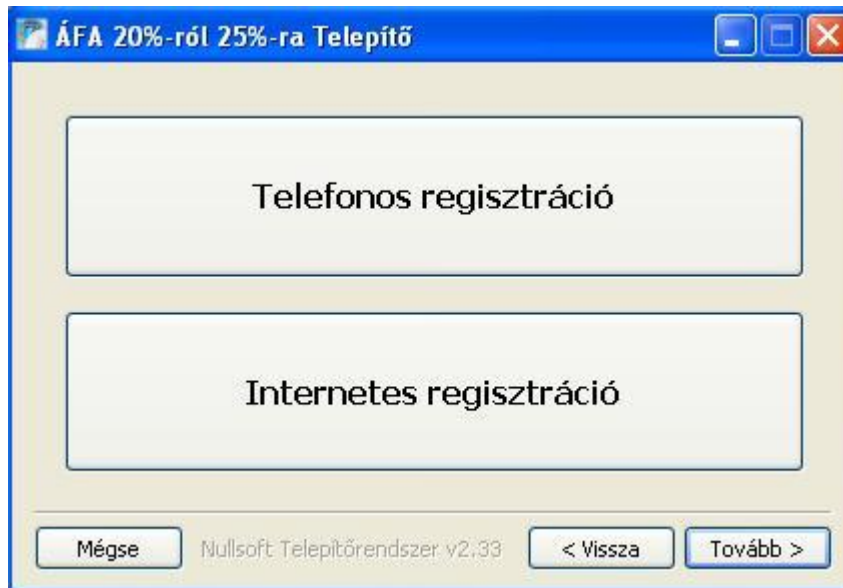 ÁFA 20%-ról 25%-ra Telepítő
Telefonos regisztráció
Internetes regisztráció
Mégse
Nullsoft Telepítőrendszer v2.33
< Vissza
Tovább >